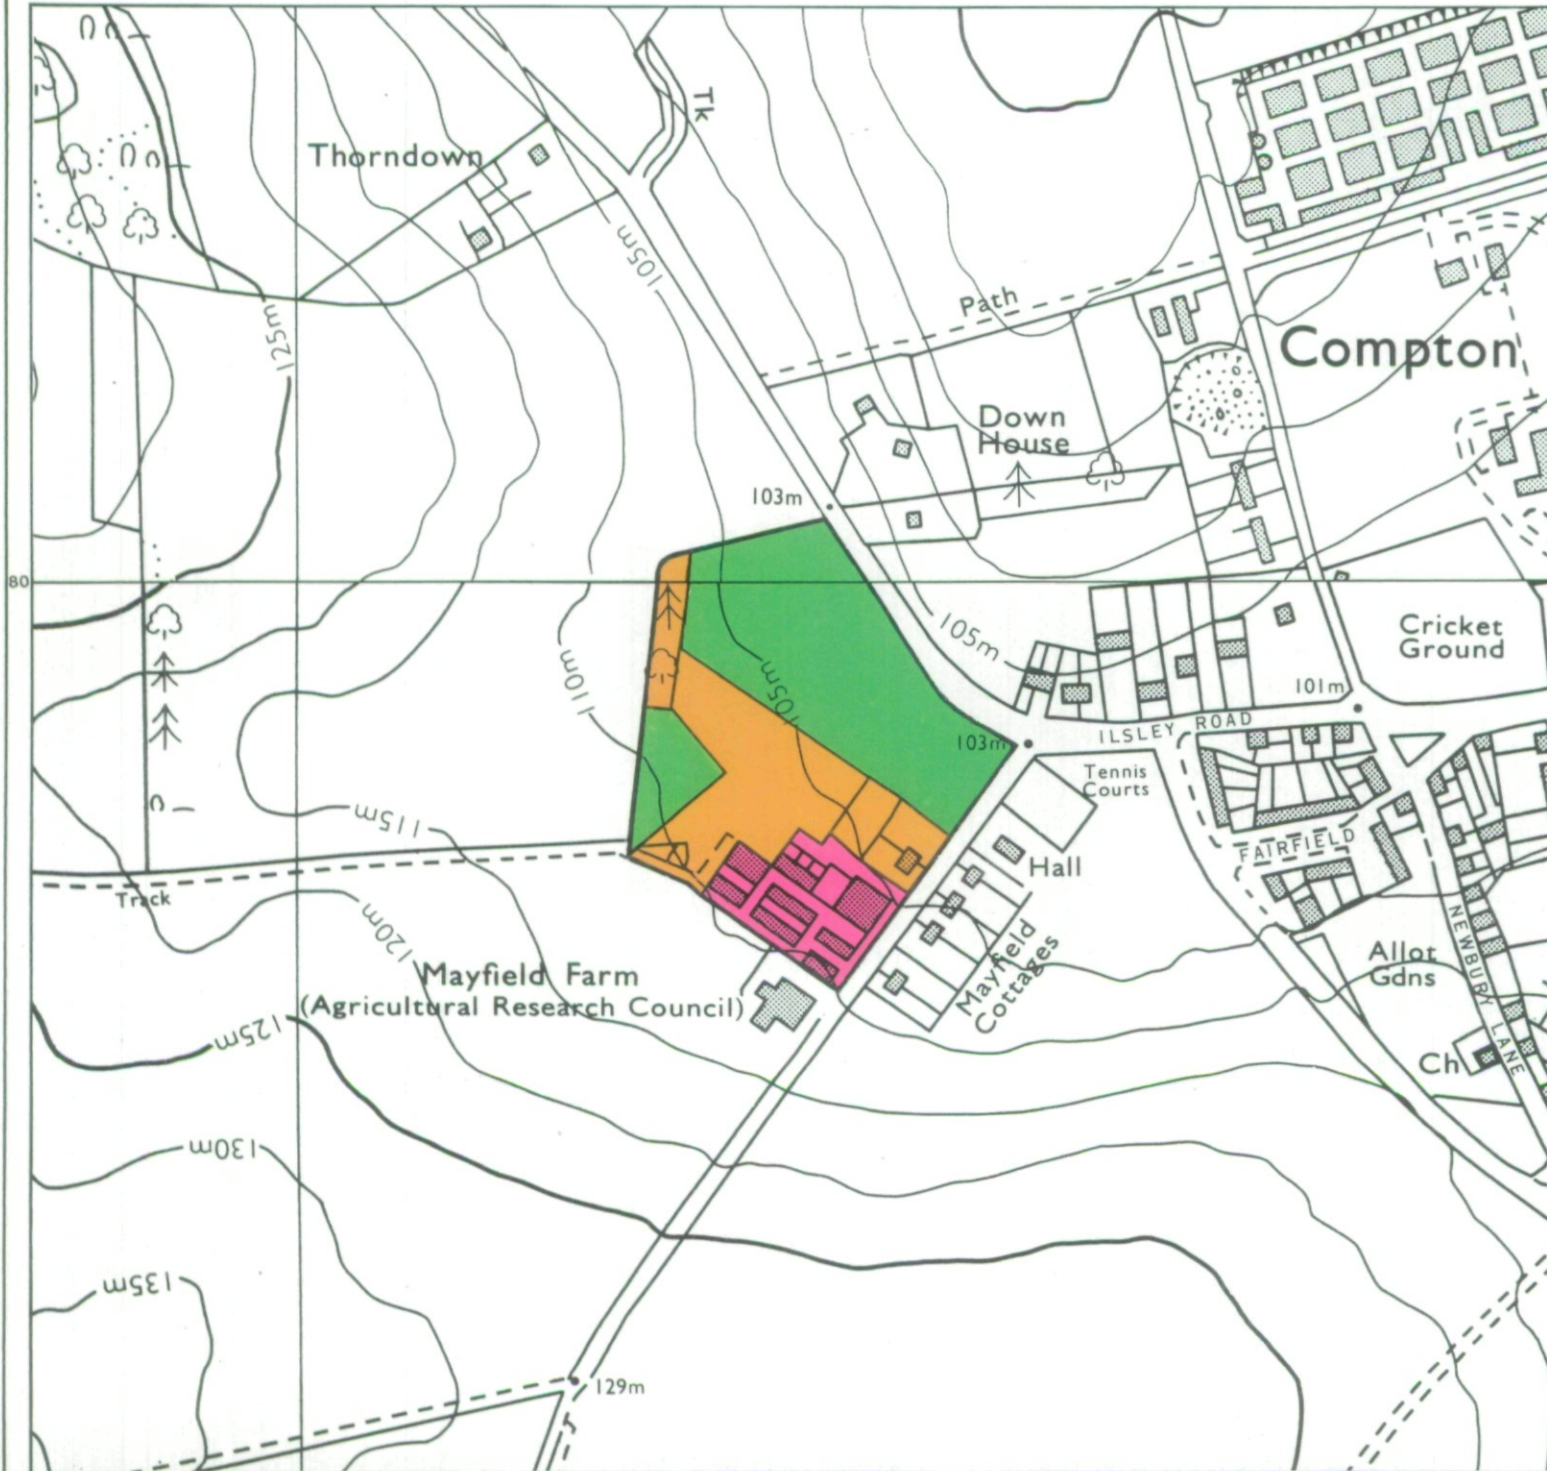 Tk
Thorndown
105m
Path
125m
Compton
Down
House
103m
80
105m
Cricket
Ground
110m
105m
101m
ILSLEY ROAD
103m
Tennis
Courts
115m
FAIRFIELD
Hall
Track
120m
Mayfield
Cottages
NEWBURY LANE
Allot
Gdns
Mayfield Farm
(Agricultural Research Council)
125m
Ch
130m
135m
129m